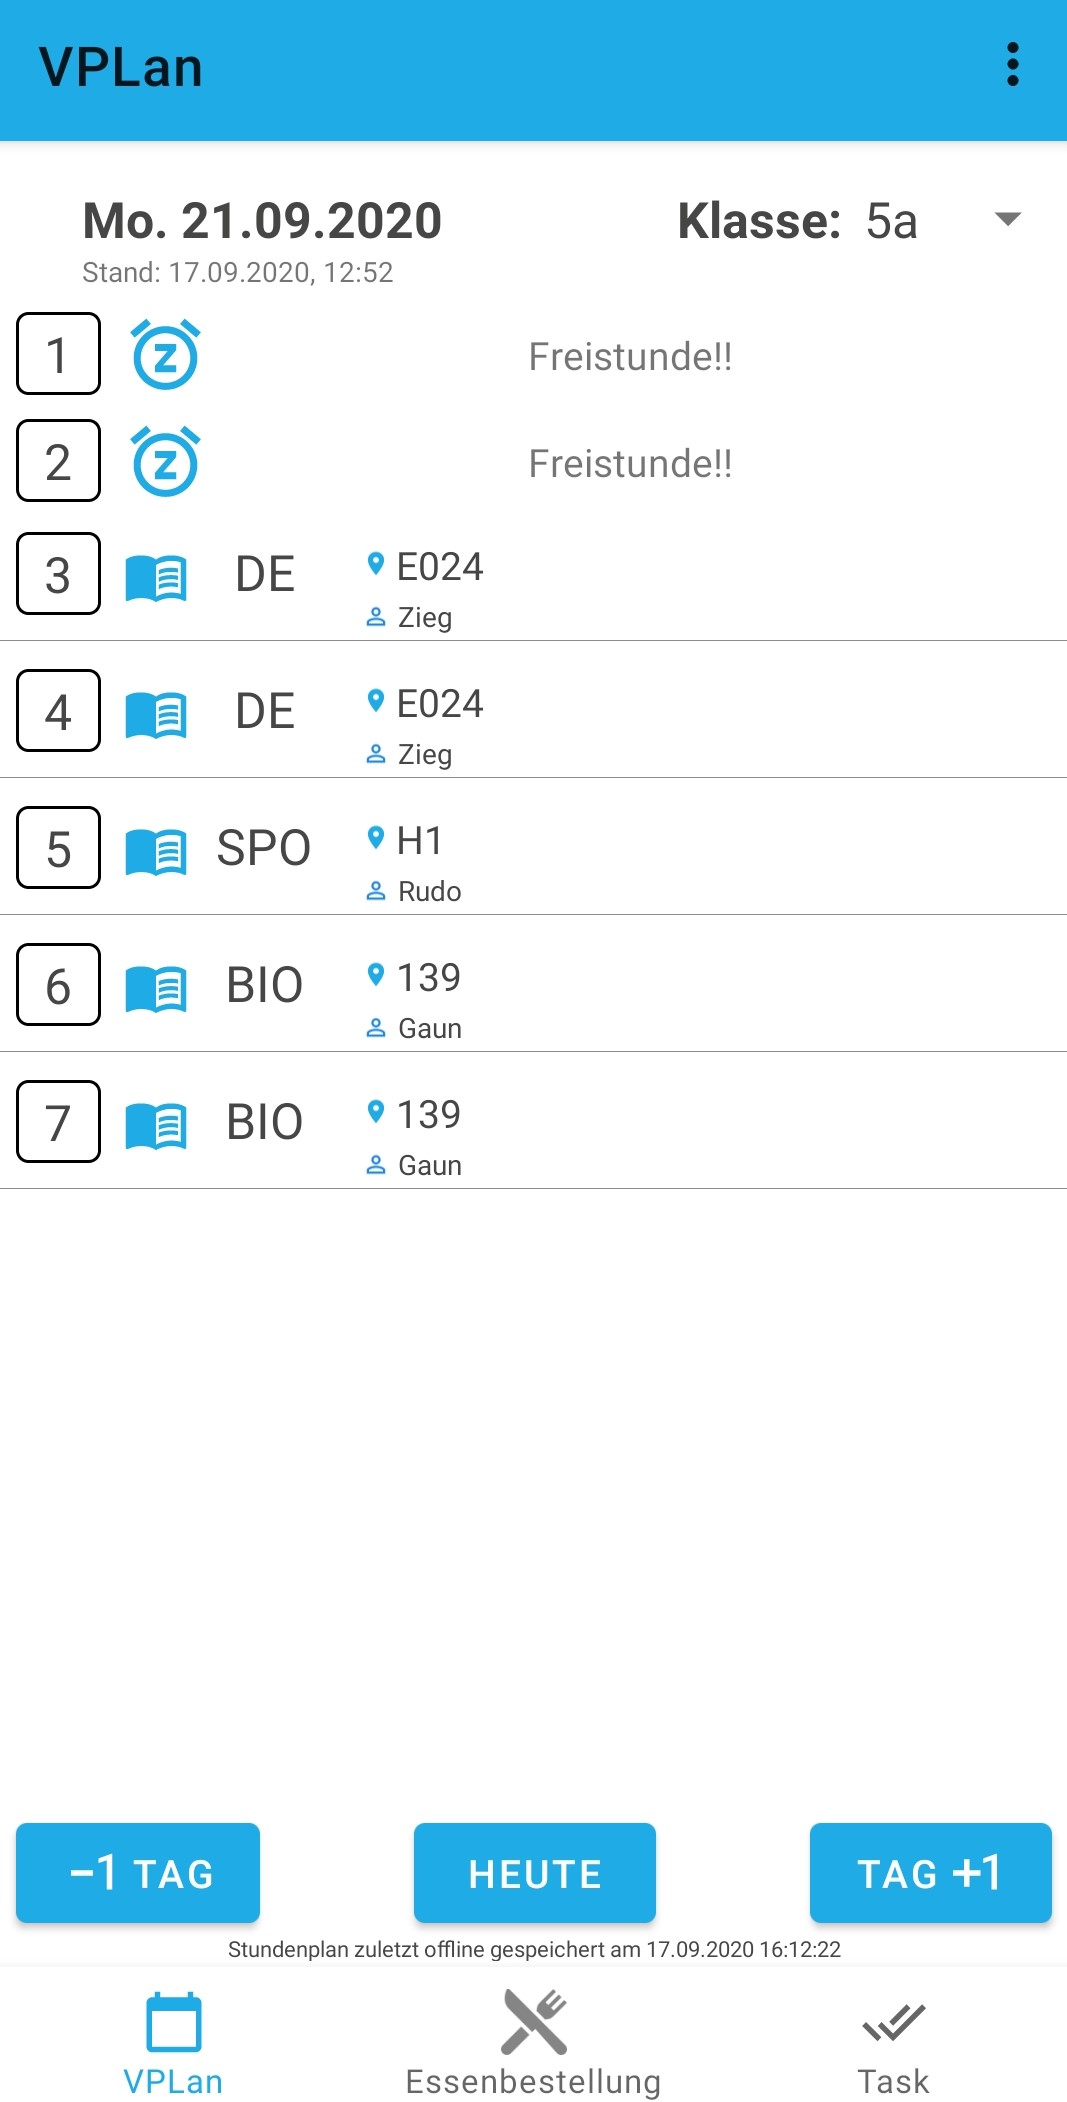 VPLan
Mo. 21.09.2020 Klasse: 5a
Stand: 17.09.2020, 12:52
1 Freistunde!!
2 Freistunde!!
3 DE E024
Zieg
4 DE E024
Zieg
5 SPO H1
Rudo
6 BIO 139
Gaun
7 BIO 139
Gaun
−1 TAG HEUTE TAG +1
Stundenplan zuletzt offline gespeichert am 17.09.2020 16:12:22
VPLan Essenbestellung Task